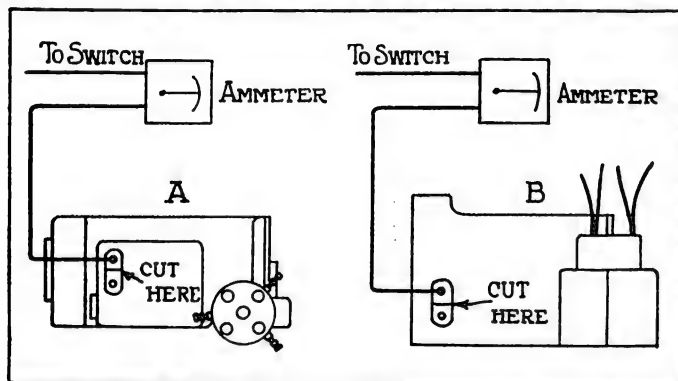 To Switch
Ammeter
A
Cut
Here
To Switch
Ammeter
B
Cut
Here